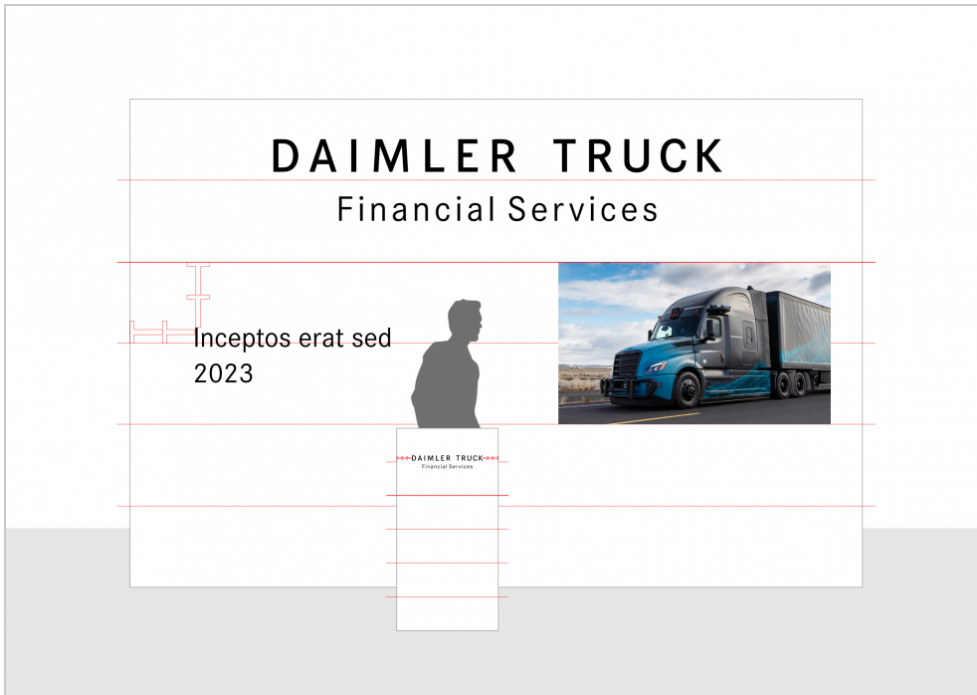 DAIMLER TRUCK
Financial Services
Inceptos erat sed
2023
DAIMLER TRUCK
Financial Services